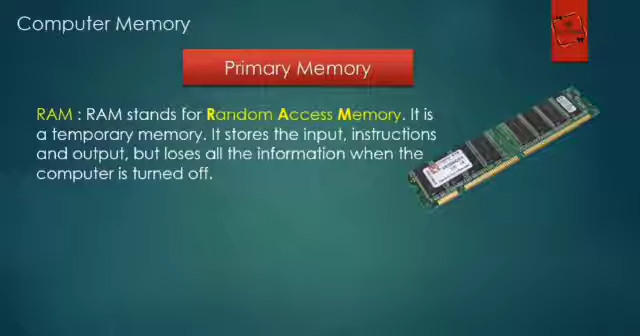 Computer Memory
Primary Memory
RAM : RAM stands for Random Access Memory. It is
a temporary memory. It stores the input, instructions
and output, but loses all the information when the
computer is turned off.